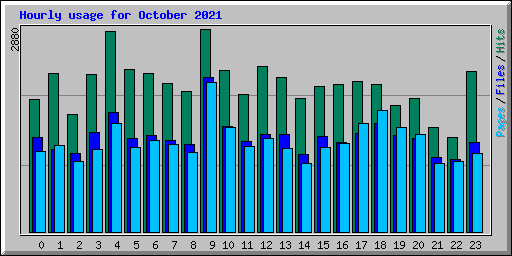 Hourly usage for October 2021
2880
Pages / Files / Hits
0 1 2 3 4 5 6 7 8 9 10 11 12 13 14 15 16 17 18 19 20 21 22 23